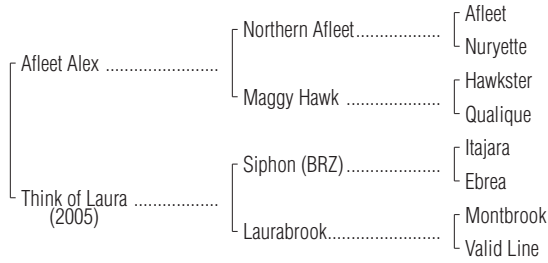 Afleet
Northern Afleet
Nuryette
Afleet Alex
Hawkster
Maggy Hawk
Qualique
Itajara
Siphon (BRZ)
Ebrea
Think of Laura
(2005)
Montbrook
Laurabrook
Valid Line